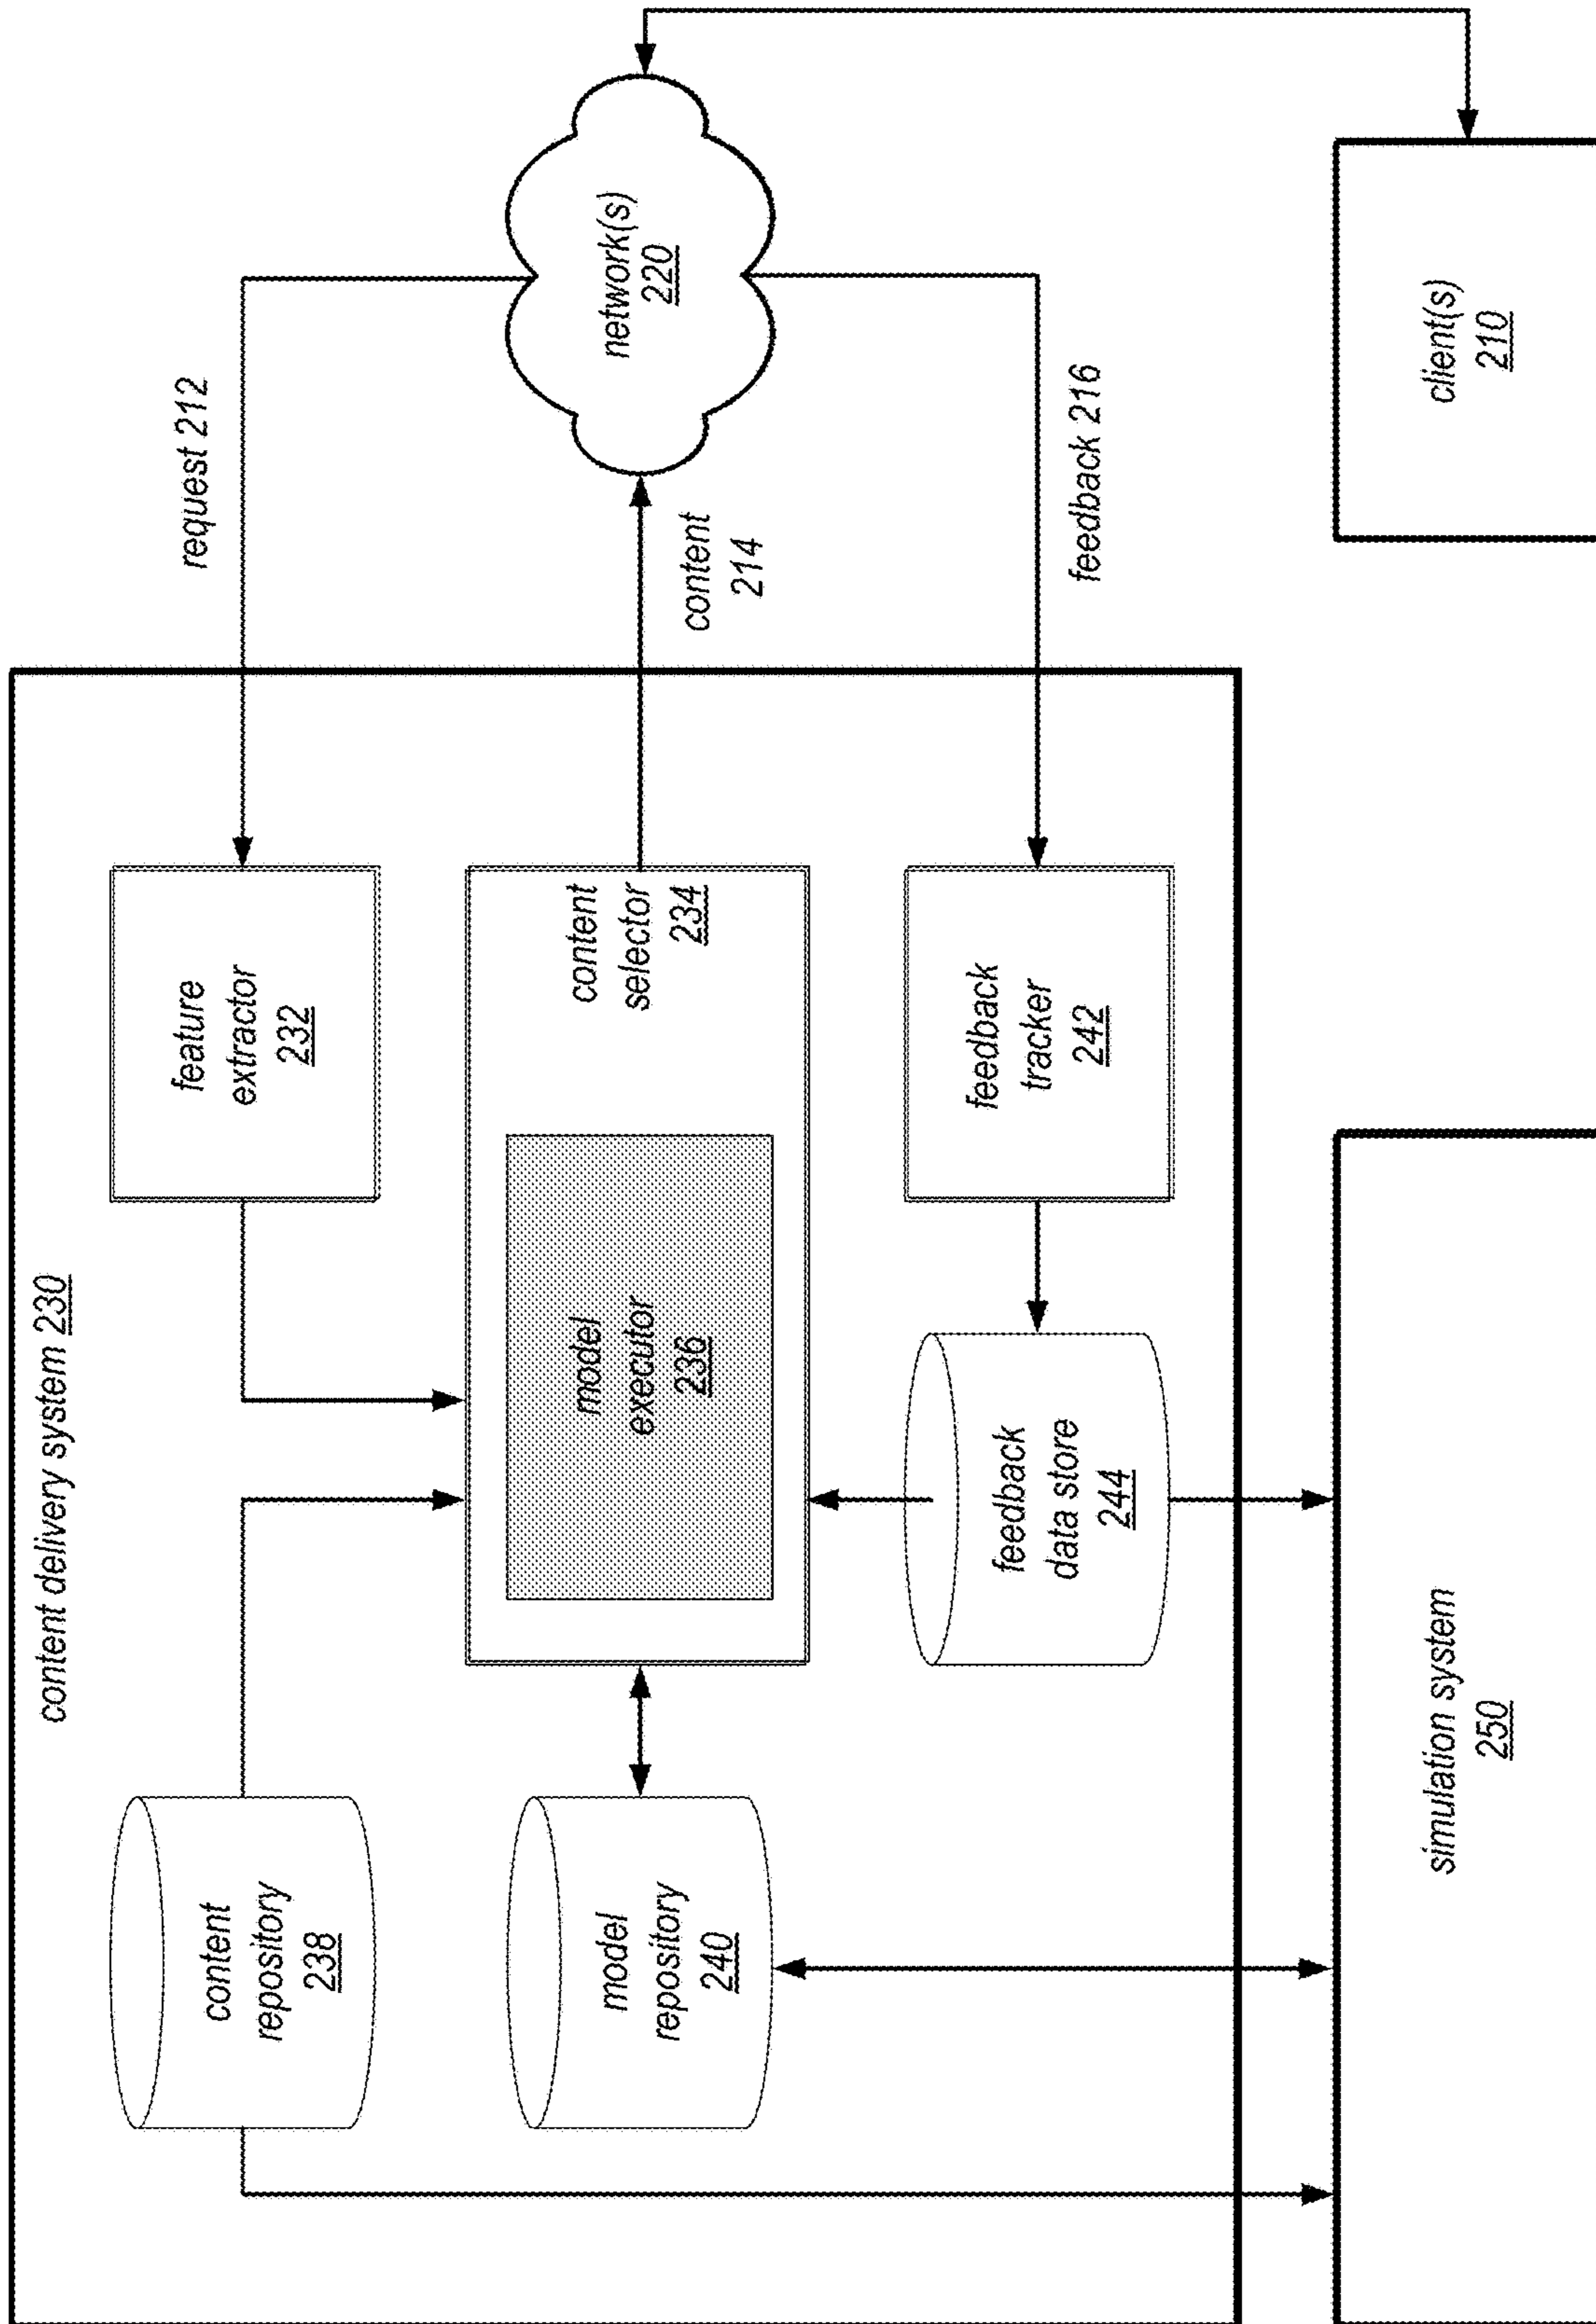 content delivery system 230
content
repository
238
feature
extractor
232
request 212
model
repository
240
model
executor
236
content
selector
234
content
214
network(s)
220
feedback
data store
244
feedback
tracker
242
feedback 216
simulation system
250
client(s)
210